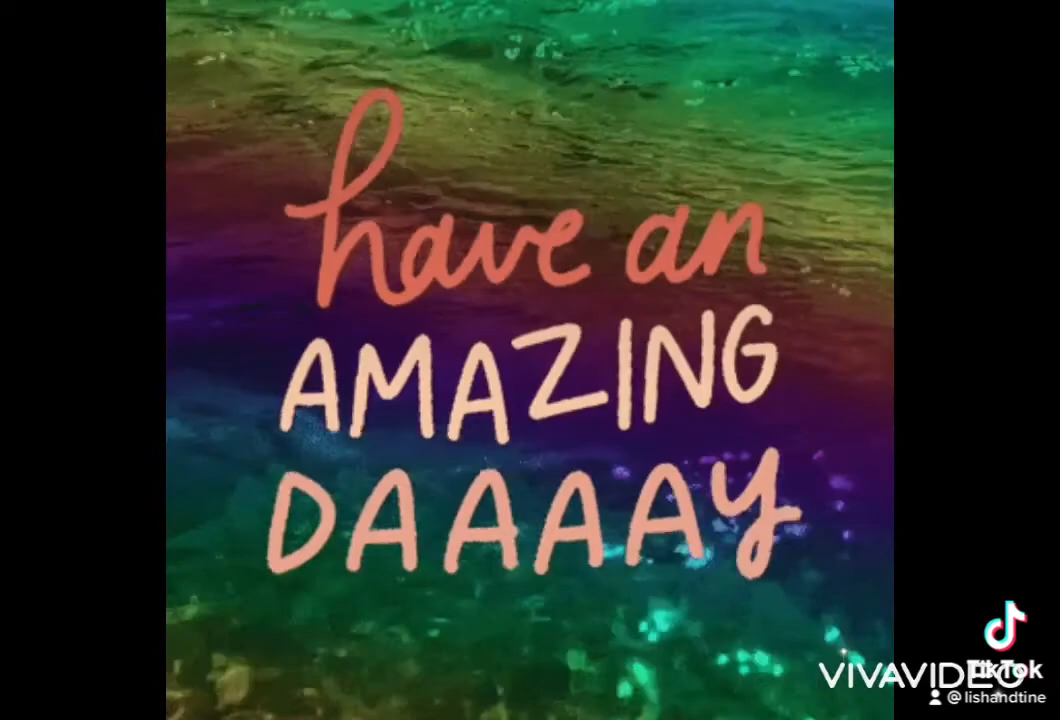 have an
AMAZING
DAAAAY
TikTok
VIVAVIDEO
@lishandtine